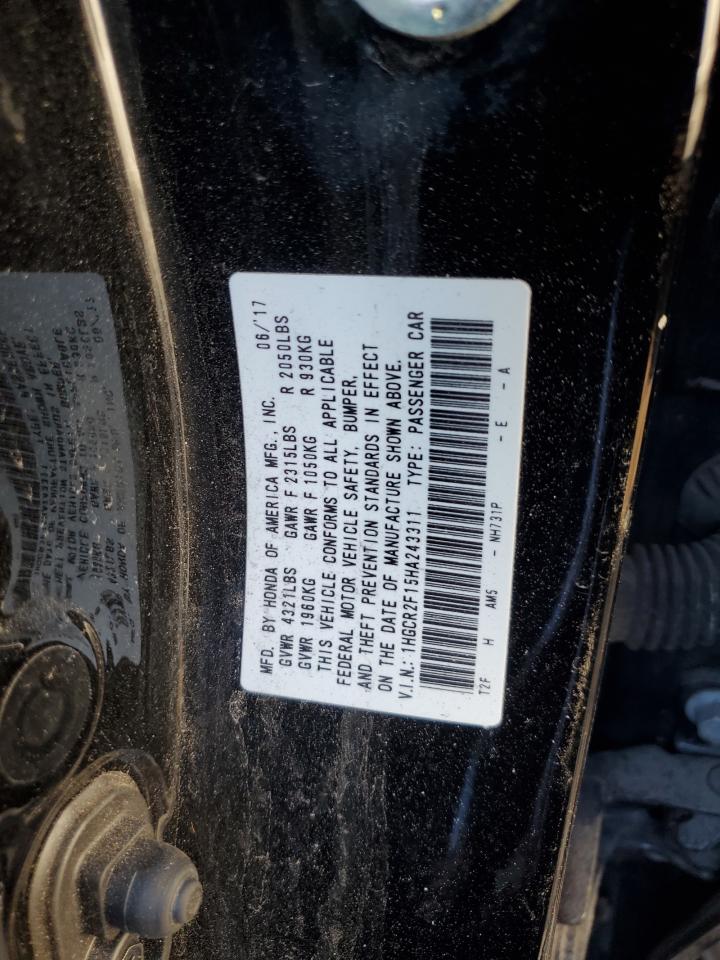 MFD. BY HONDA OF AMERICA MFG., INC. 06/'17
GVWR 4321LBS GAWR F 2315LBS R 2050LBS
GVWR 1960KG GAWR F 1050KG R 930KG
THIS VEHICLE CONFORMS TO ALL APPLICABLE
FEDERAL MOTOR VEHICLE SAFETY, BUMPER,
AND THEFT PREVENTION STANDARDS IN EFFECT
ON THE DATE OF MANUFACTURE SHOWN ABOVE.
V.I.N.: 1HGCR2F15HA243311 TYPE: PASSENGER CAR
T2F H AMS - NH731P - E - A